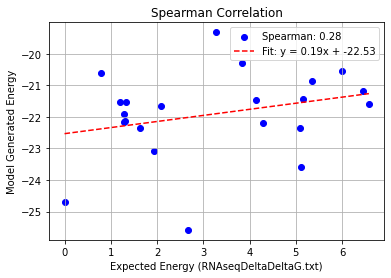 Spearman Correlation
Spearman: 0.28
Fit: y = 0.19x + -22.53
Model Generated Energy
−20
−21
−22
−23
−24
−25
0 1 2 3 4 5 6
Expected Energy (RNAseqDeltaDeltaG.txt)